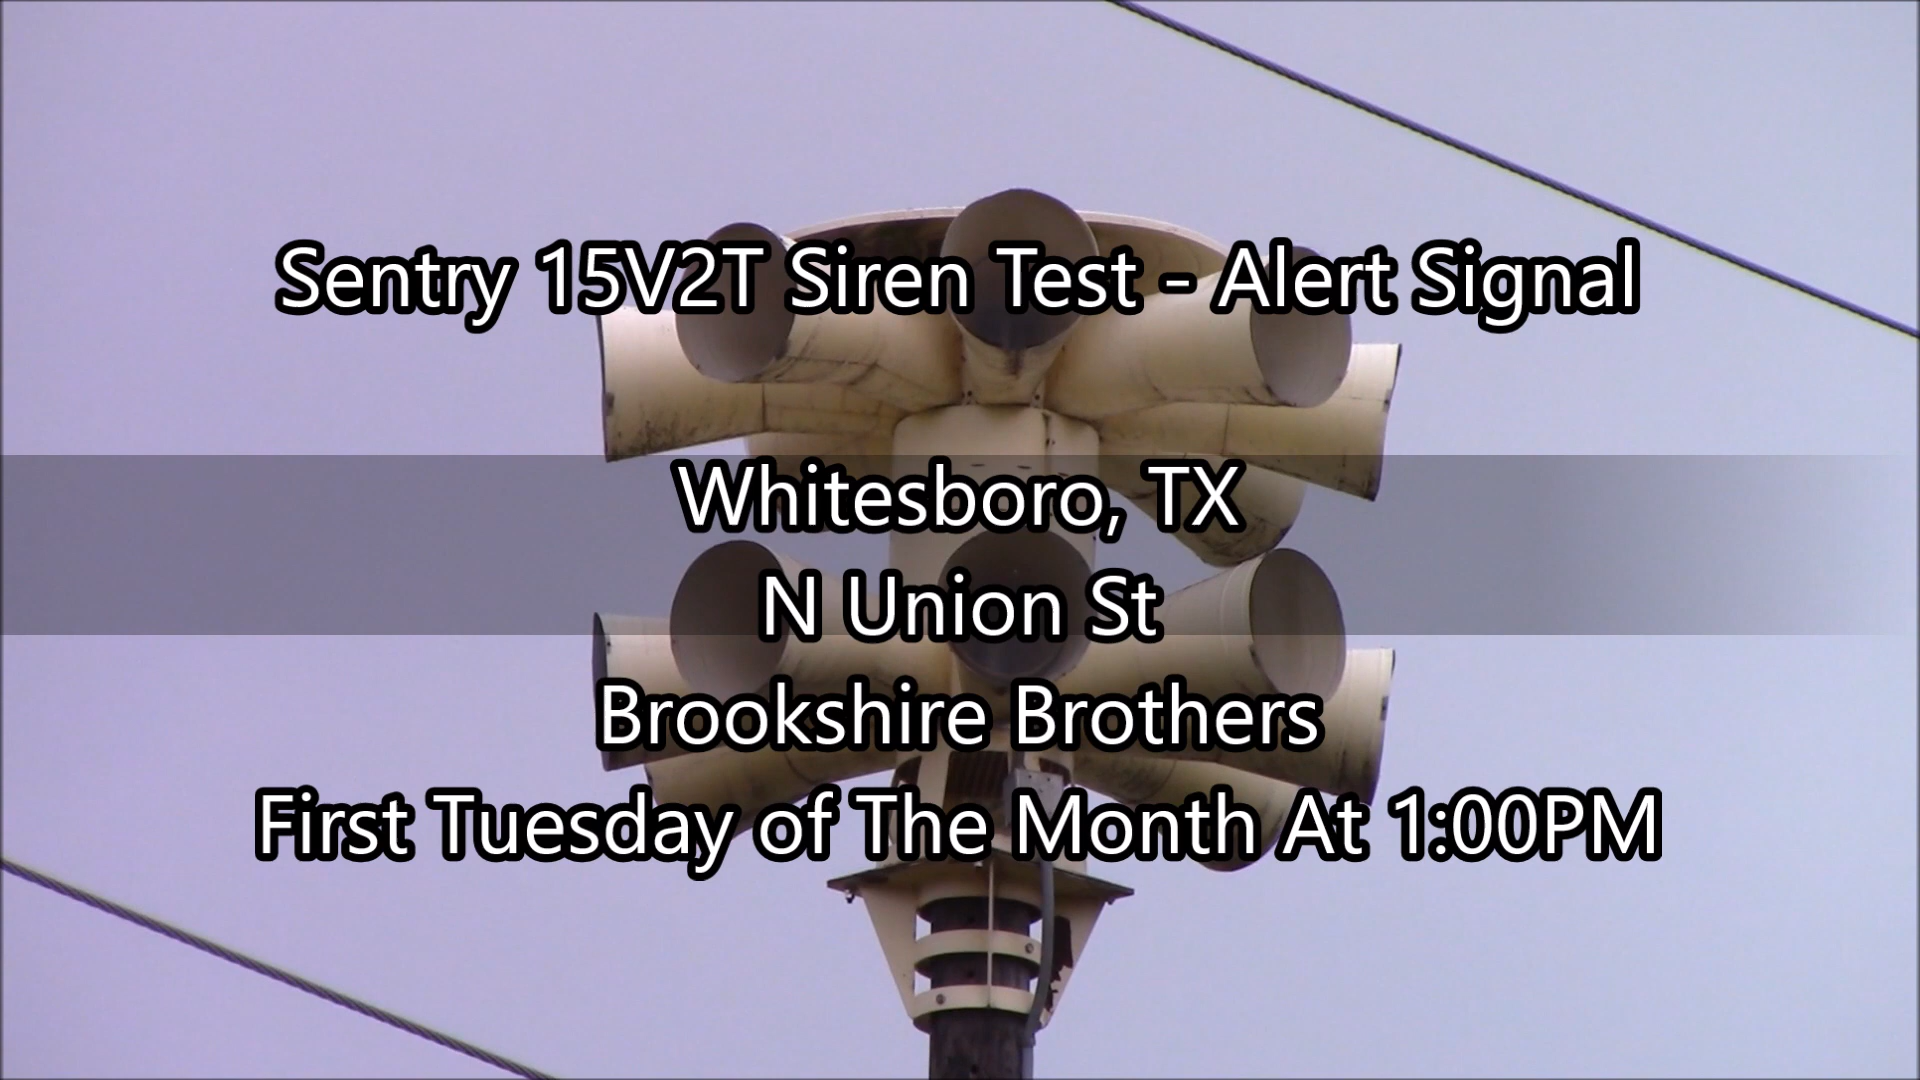 Sentry 15V2T Siren Test - Alert Signal
Whitesboro, TX
N Union St
Brookshire Brothers
First Tuesday of The Month At 1:00PM